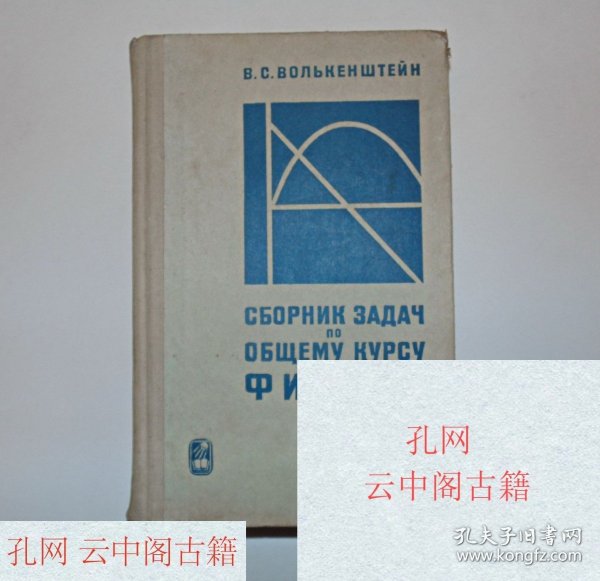 В.С.ВОЛЬКЕНШТЕЙН
СБОРНИК ЗАДАЧ
ПО
ОБЩЕМУ КУРСУ
ФИ
孔网
云中阁古籍
孔网 云中阁古籍
孔夫子旧书网
www.kongfz.com